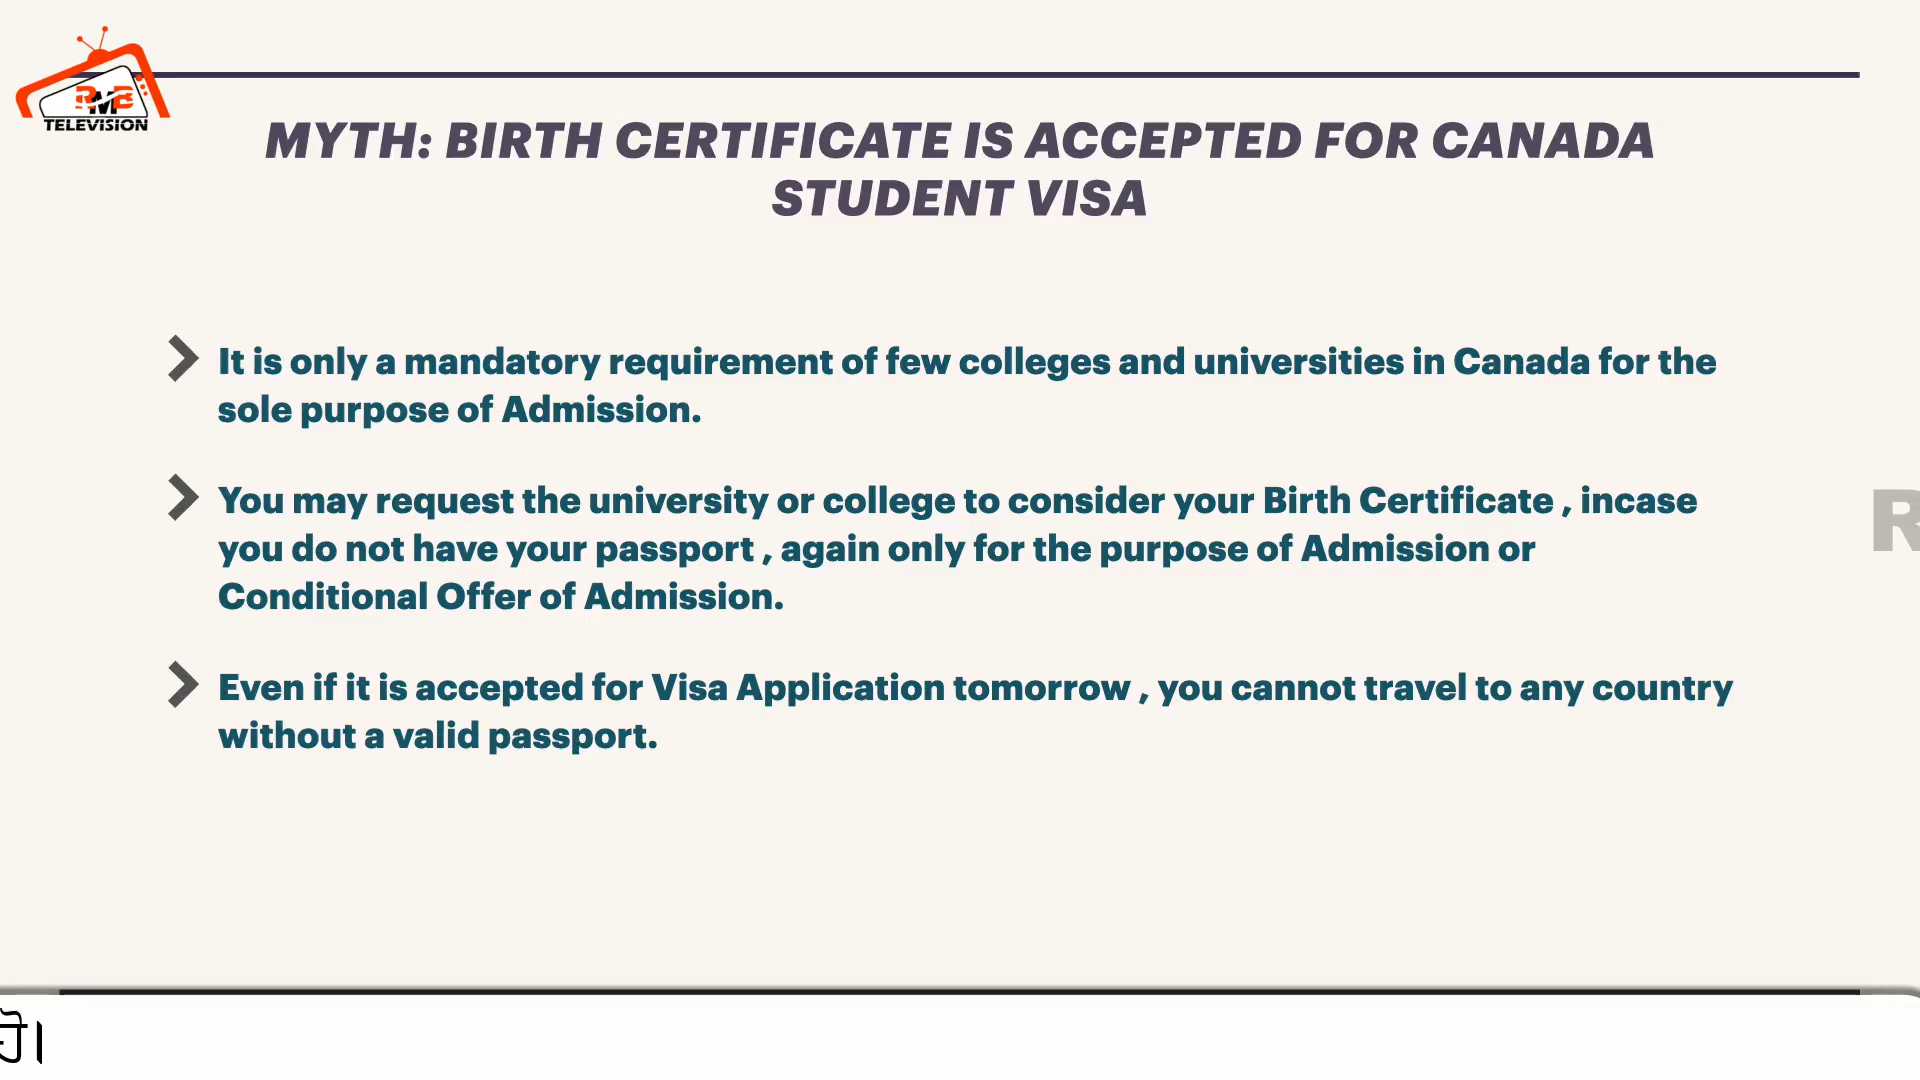 RMB
TELEVISION
MYTH: BIRTH CERTIFICATE IS ACCEPTED FOR CANADA
STUDENT VISA
It is only a mandatory requirement of few colleges and universities in Canada for the
sole purpose of Admission.
You may request the university or college to consider your Birth Certificate , incase
you do not have your passport , again only for the purpose of Admission or
Conditional Offer of Admission.
Even if it is accepted for Visa Application tomorrow , you cannot travel to any country
without a valid passport.
R